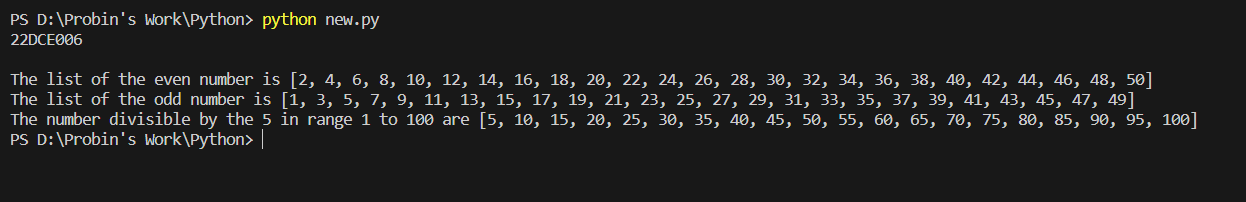 PS D:\Probin's Work\Python> python new.py
22DCE006
The list of the even number is [2, 4, 6, 8, 10, 12, 14, 16, 18, 20, 22, 24, 26, 28, 30, 32, 34, 36, 38, 40, 42, 44, 46, 48, 50]
The list of the odd number is [1, 3, 5, 7, 9, 11, 13, 15, 17, 19, 21, 23, 25, 27, 29, 31, 33, 35, 37, 39, 41, 43, 45, 47, 49]
The number divisible by the 5 in range 1 to 100 are [5, 10, 15, 20, 25, 30, 35, 40, 45, 50, 55, 60, 65, 70, 75, 80, 85, 90, 95, 100]
PS D:\Probin's Work\Python>